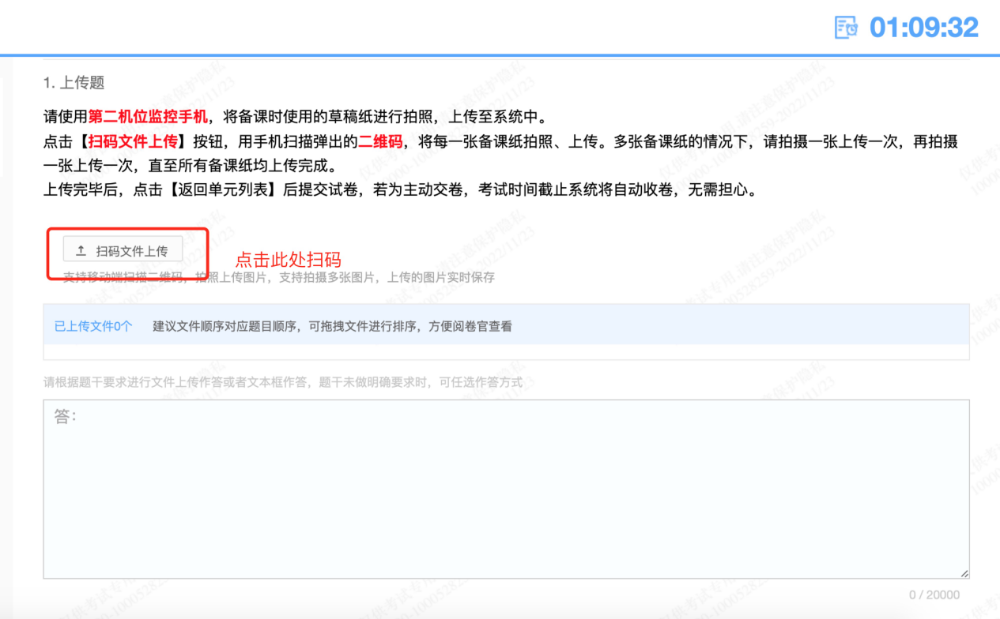 01:09:32
1. 上传题
请使用第二机位监控手机，将备课时使用的草稿纸进行拍照，上传至系统中。
点击【扫码文件上传】按钮，用手机扫描弹出的二维码，将每一张备课纸拍照、上传。多张备课纸的情况下，请拍摄一张上传一次，再拍摄
一张上传一次，直至所有备课纸均上传完成。
上传完毕后，点击【返回单元列表】后提交试卷，若为主动交卷，考试时间截止系统将自动收卷，无需担心。
扫码文件上传
点击此处扫码
支持移动端扫描二维码，拍照上传图片，支持拍摄多张图片，上传的图片实时保存
已上传文件0个 建议文件顺序对应题目顺序，可拖拽文件进行排序，方便阅卷官查看
请根据题干要求进行文件上传作答或者文本框作答，题干未做明确要求时，可任选作答方式
答：
0 / 20000